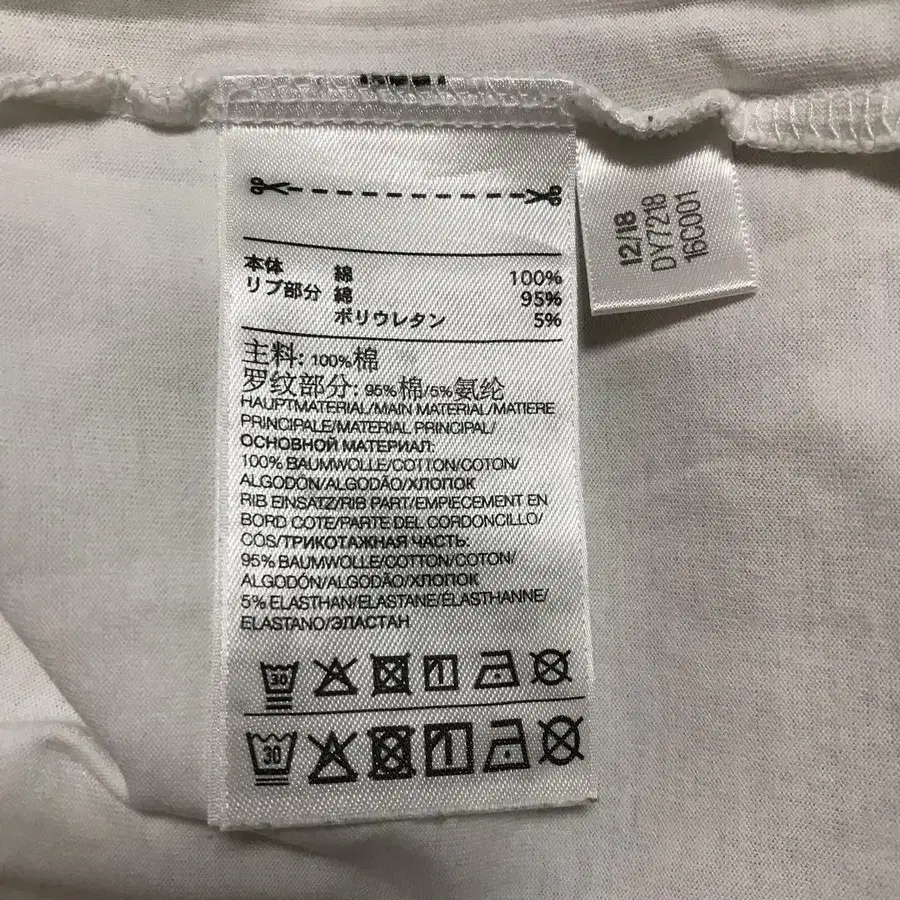 本体 綿 100%
リブ部分 綿 95%
ポリウレタン 5%
主料: 100%棉
罗纹部分: 95%棉/5%氨纶
HAUPTMATERIAL/MAIN MATERIAL/MATIERE
PRINCIPALE/MATERIAL PRINCIPAL/
ОСНОВНОЙ МАТЕРИАЛ:
100% BAUMWOLLE/COTTON/COTON/
ALGODÓN/ALGODÃO/ХЛОПОК
RIB EINSATZ/RIB PART/EMPIECEMENT EN
BORD COTE/PARTE DEL CORDONCILLO/
CÓS/ТРИКОТАЖНАЯ ЧАСТЬ:
95% BAUMWOLLE/COTTON/COTON/
ALGODÓN/ALGODÃO/ХЛОПОК
5% ELASTHAN/ELASTANE/ÉLASTHANNE/
ELASTANO/ЭЛАСТАН
30
30
12/18
DY7218
16C001